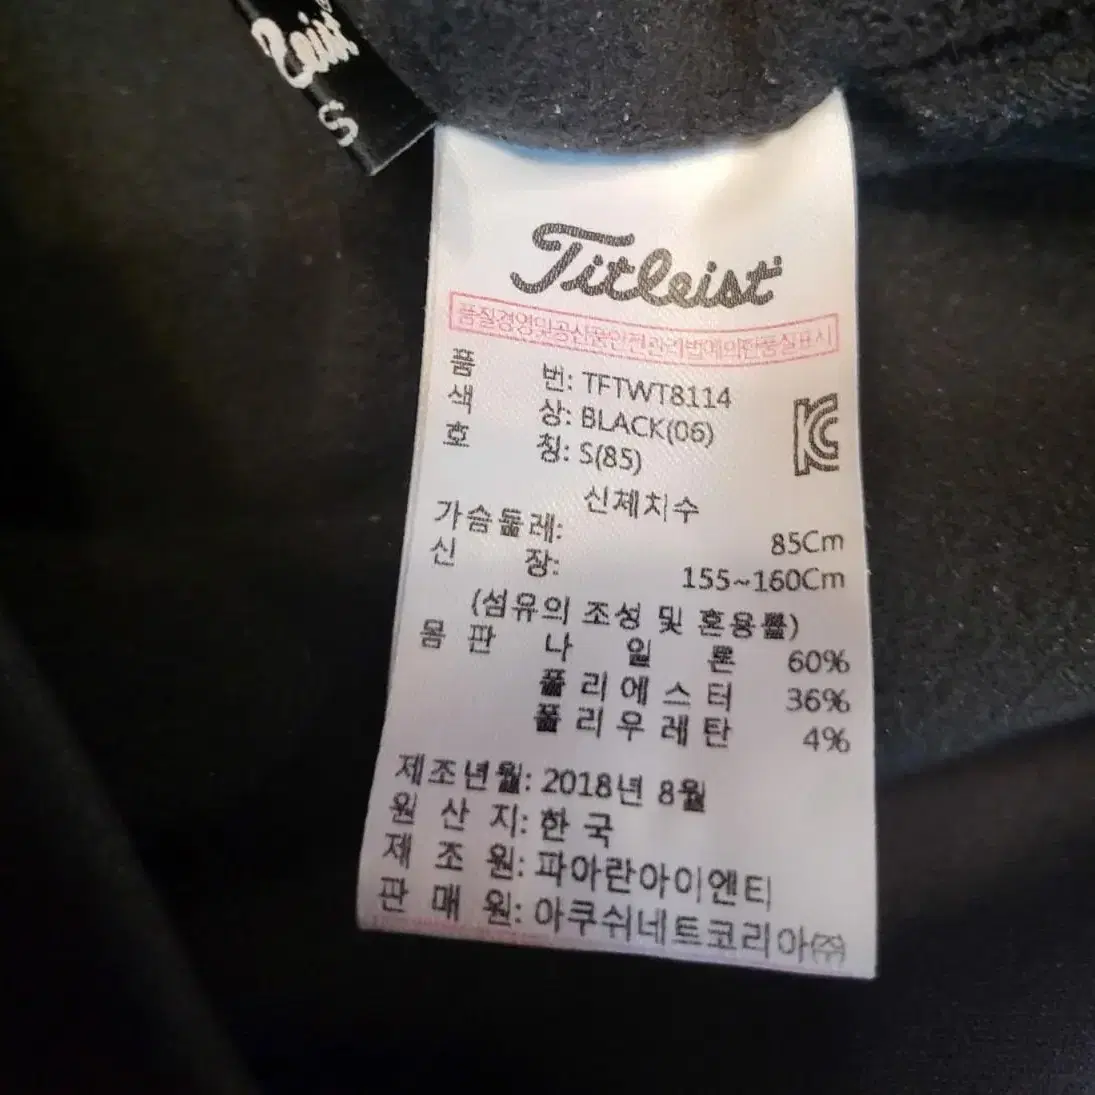 S
Titleist
품질경영및공산품안전관리법에의한품질표시
품 번: TFTWT8114
색 상: BLACK(06)
호 칭: S(85)
신체치수
가슴둘레: 85Cm
신 장: 155~160Cm
(섬유의 조성 및 혼용률)
몸 판 나 일 론 60%
폴 리 에 스 터 36%
폴 리 우 레 탄 4%
제조년월: 2018년 8월
원 산 지: 한 국
제 조 원: 파아란아이엔티
판 매 원: 아쿠쉬네트코리아㈜